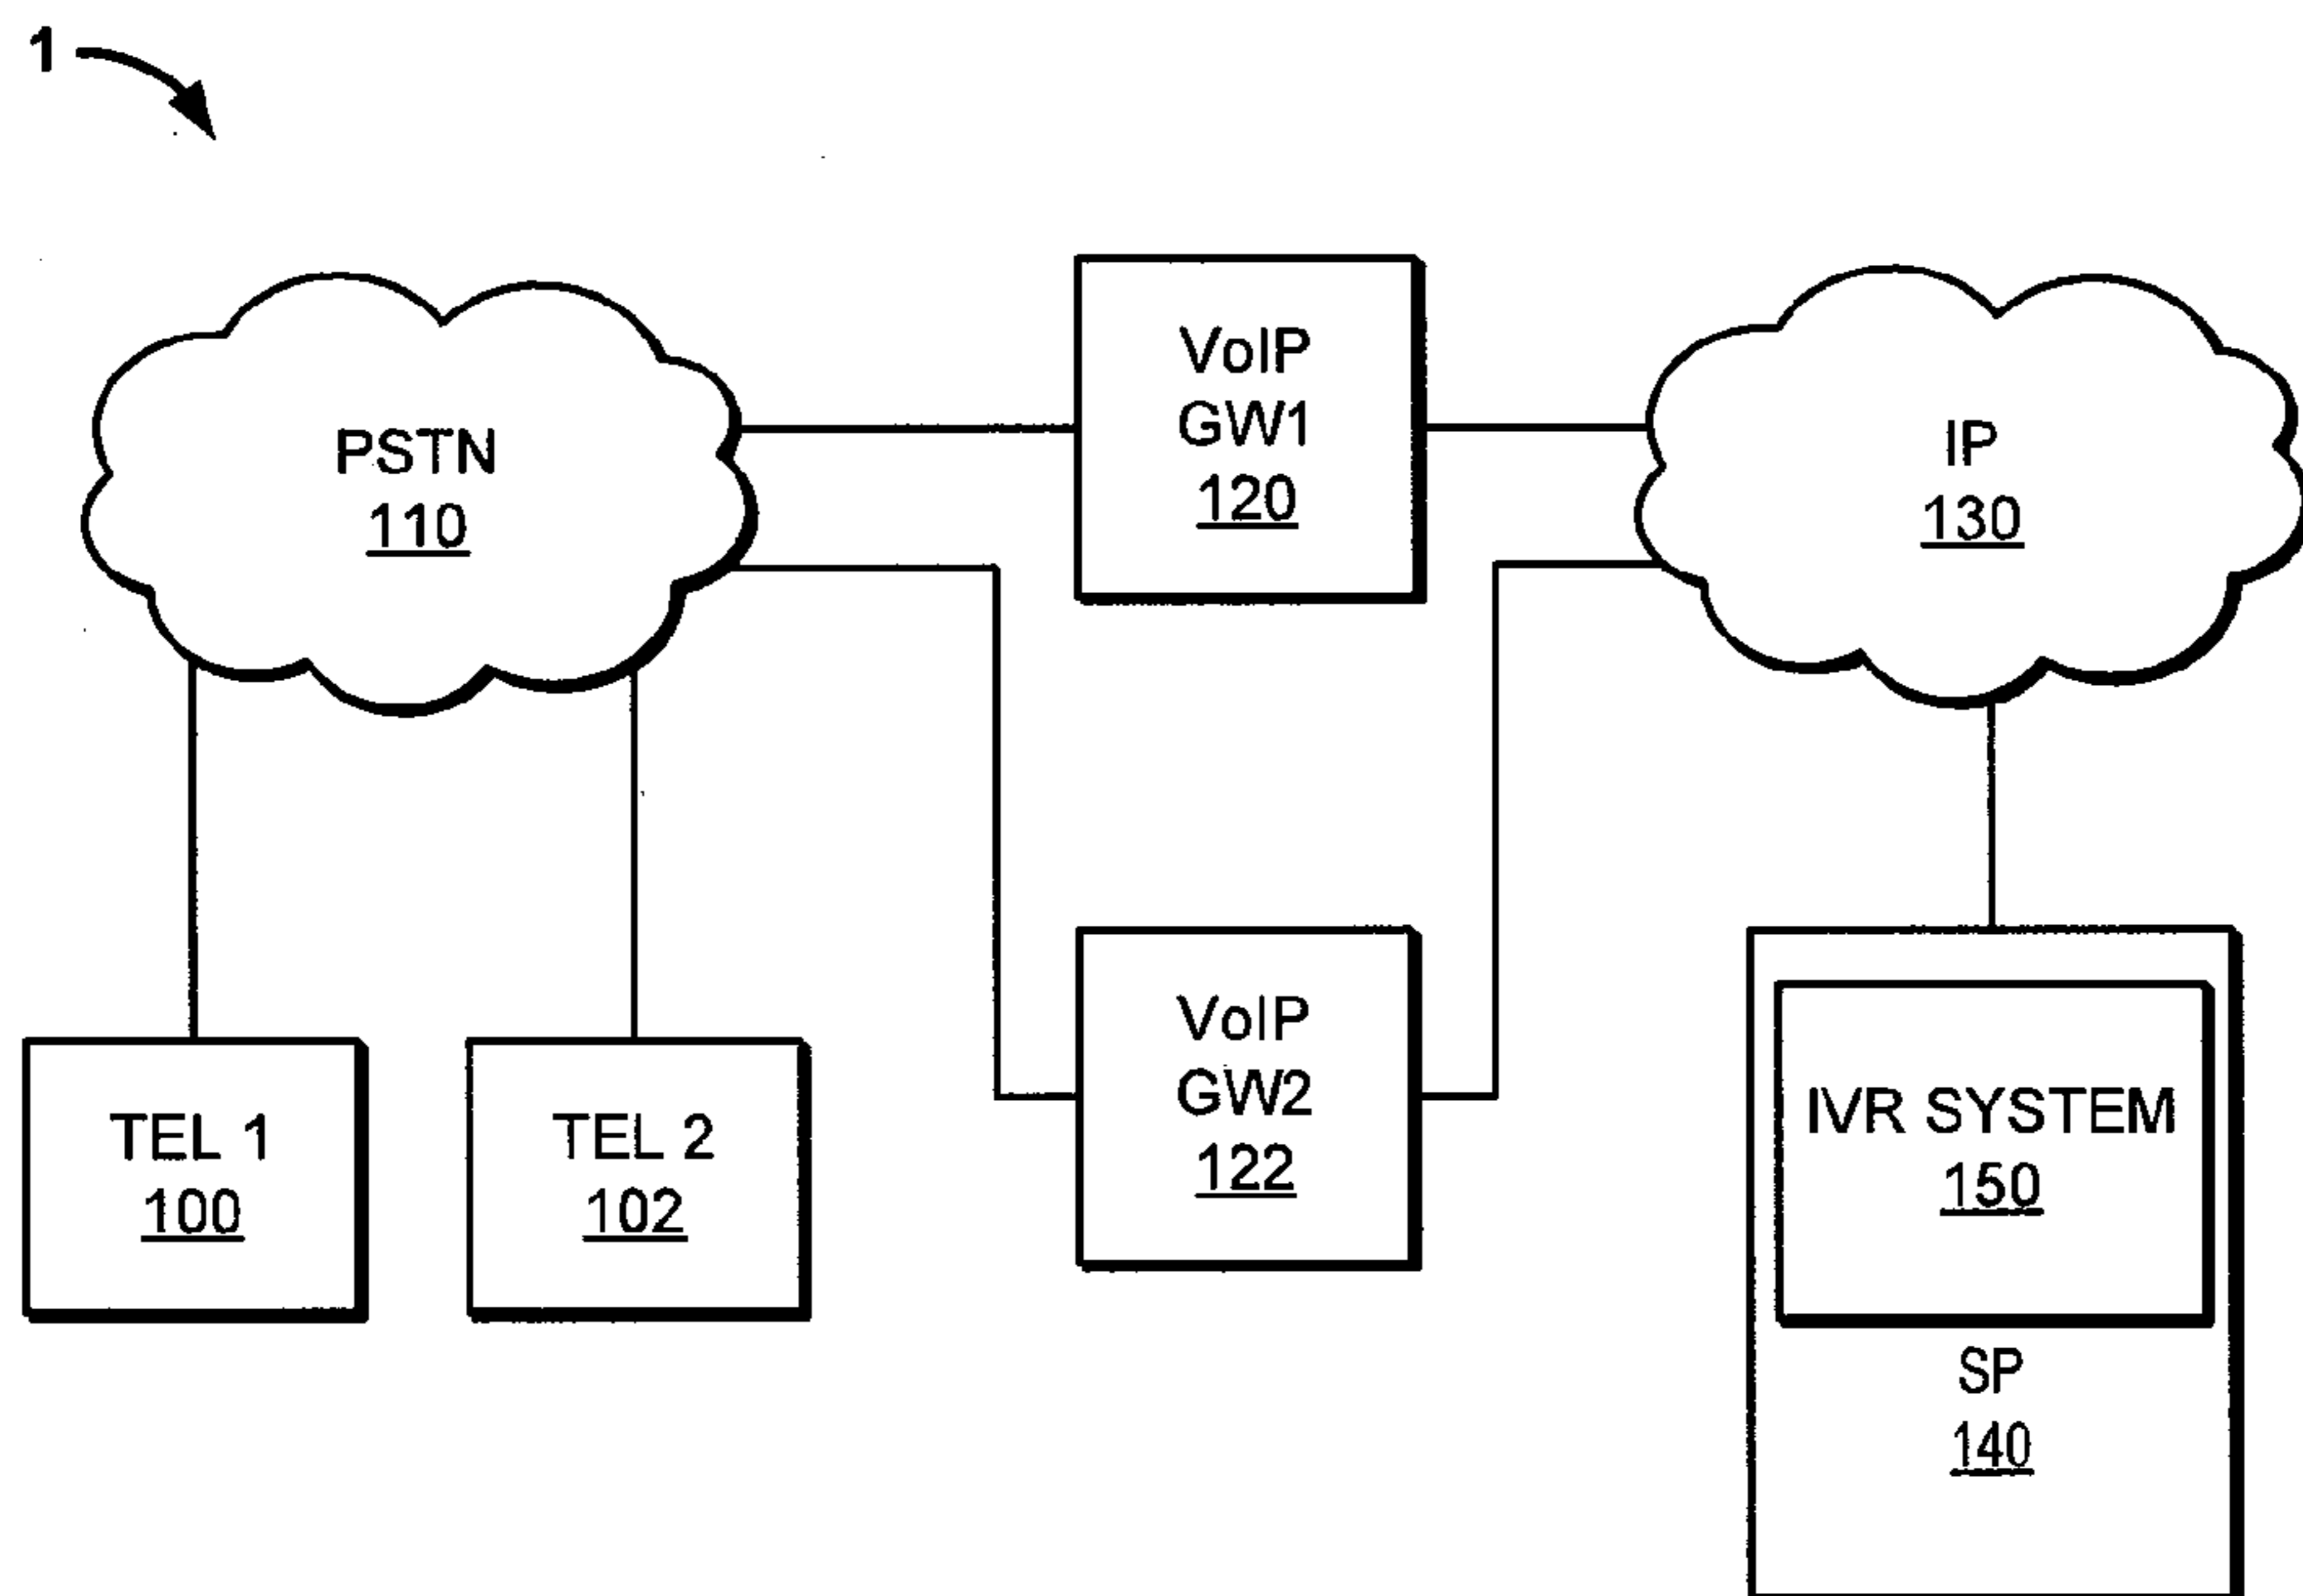 1
PSTN
110
VoIP
GW1
120
IP
130
TEL 1
100
TEL 2
102
VoIP
GW2
122
IVR SYSTEM
150
SP
140